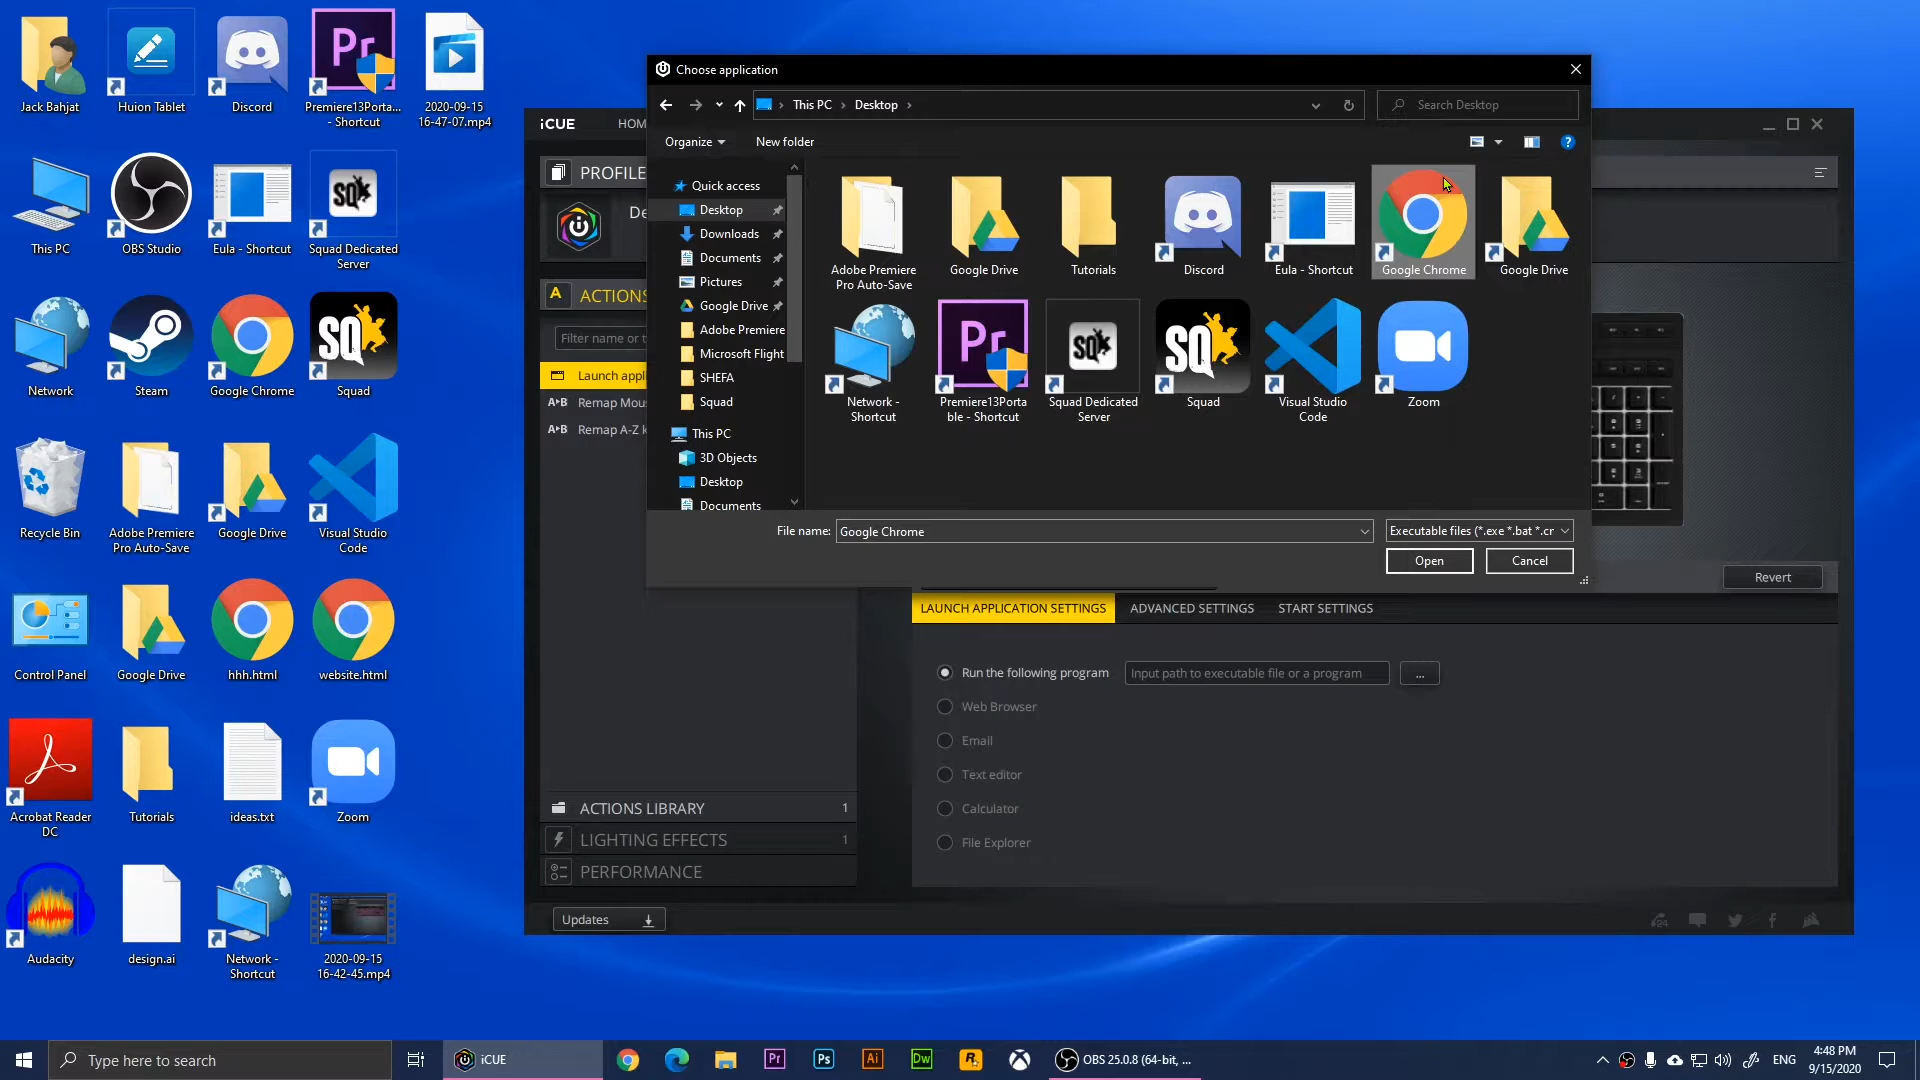 Jack Bahjat
Huion Tablet
Discord
Premiere13Porta...
- Shortcut
2020-09-15
16-47-07.mp4
This PC
OBS Studio
Eula - Shortcut
Squad Dedicated
Server
Network
Steam
Google Chrome
Squad
Recycle Bin
Adobe Premiere
Pro Auto-Save
Google Drive
Visual Studio
Code
Control Panel
Google Drive
hhh.html
website.html
Acrobat Reader
DC
Tutorials
ideas.txt
Zoom
Audacity
design.ai
Network -
Shortcut
2020-09-15
16-42-45.mp4
Choose application
This PC
Desktop
Search Desktop
Organize
New folder
Quick access
Desktop
Downloads
Documents
Pictures
Google Drive
Adobe Premiere
Microsoft Flight
SHEFA
Squad
This PC
3D Objects
Desktop
Documents
Adobe Premiere
Pro Auto-Save
Google Drive
Tutorials
Discord
Eula - Shortcut
Google Chrome
Google Drive
Network -
Shortcut
Premiere13Porta
ble - Shortcut
Squad Dedicated
Server
Squad
Visual Studio
Code
Zoom
File name:
Google Chrome
Executable files (*.exe *.bat *.cr
Open
Cancel
iCUE
HOM
PROFILE
De
ACTIONS
Filter name or t
Launch appli
A▸B Remap Mou
A▸B Remap A-Z k
ACTIONS LIBRARY 1
LIGHTING EFFECTS 1
PERFORMANCE
Updates
Revert
LAUNCH APPLICATION SETTINGS
ADVANCED SETTINGS
START SETTINGS
Run the following program
Input path to executable file or a program
...
Web Browser
Email
Text editor
Calculator
File Explorer
Type here to search
iCUE
Pr
Ps
Ai
Dw
R
OBS 25.0.8 (64-bit, ...
ENG
4:48 PM
9/15/2020